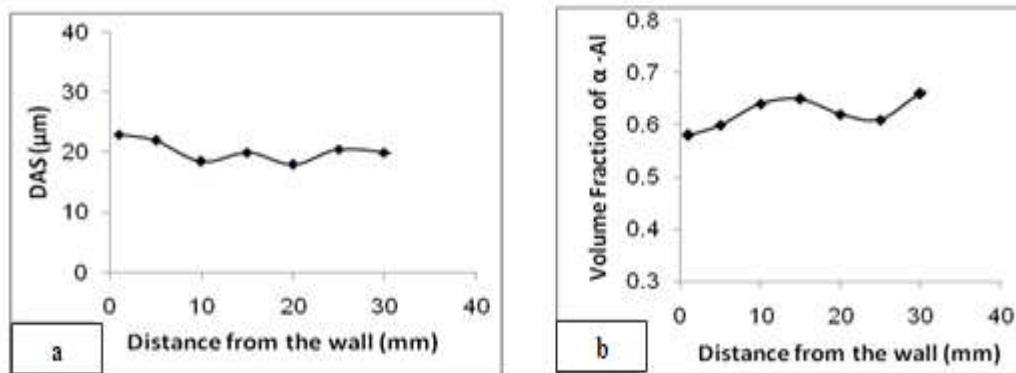 40
30
20
10
0
DAS (µm)
0 10 20 30 40
Distance from the wall (mm)
a
0.8
0.7
0.6
0.5
0.4
0.3
Volume Fraction of α -Al
0 10 20 30 40
Distance from the wall (mm)
b